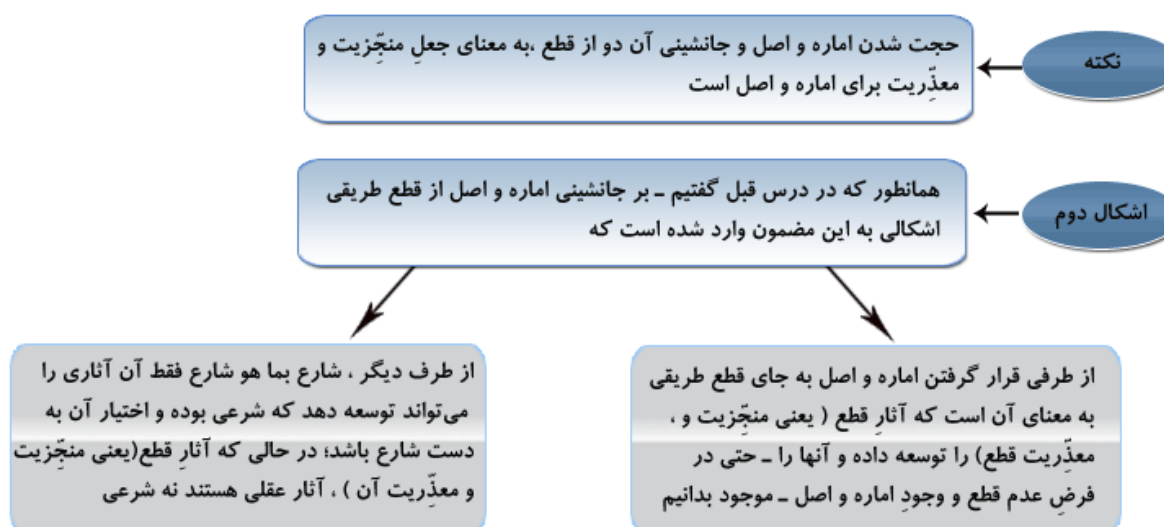 نکته
حجت شدن اماره و اصل و جانشینی آن دو از قطع ،به معنای جعلِ منجِّزیت و
معذِّریت برای اماره و اصل است
اشکال دوم
همانطور که در درس قبل گفتیم ـ بر جانشینی اماره و اصل از قطع طریقی
اشکالی به این مضمون وارد شده است که
از طرفی قرار گرفتن اماره و اصل به جای قطع طریقی
به معنای آن است که آثارِ قطع ( یعنی منجِّزیت و ،
معذِّریت قطع) را توسعه داده و آنها را ـ حتی در
فرضِ عدم قطع و وجودِ اماره و اصل ـ موجود بدانیم
از طرف دیگر ، شارع بما هو شارع فقط آن آثاری را
می‌تواند توسعه دهد که شرعی بوده و اختیار آن به
دست شارع باشد؛ در حالی که آثارِ قطع(یعنی منجِّزیت
و معذِّریت آن ) ، آثار عقلی هستند نه شرعی